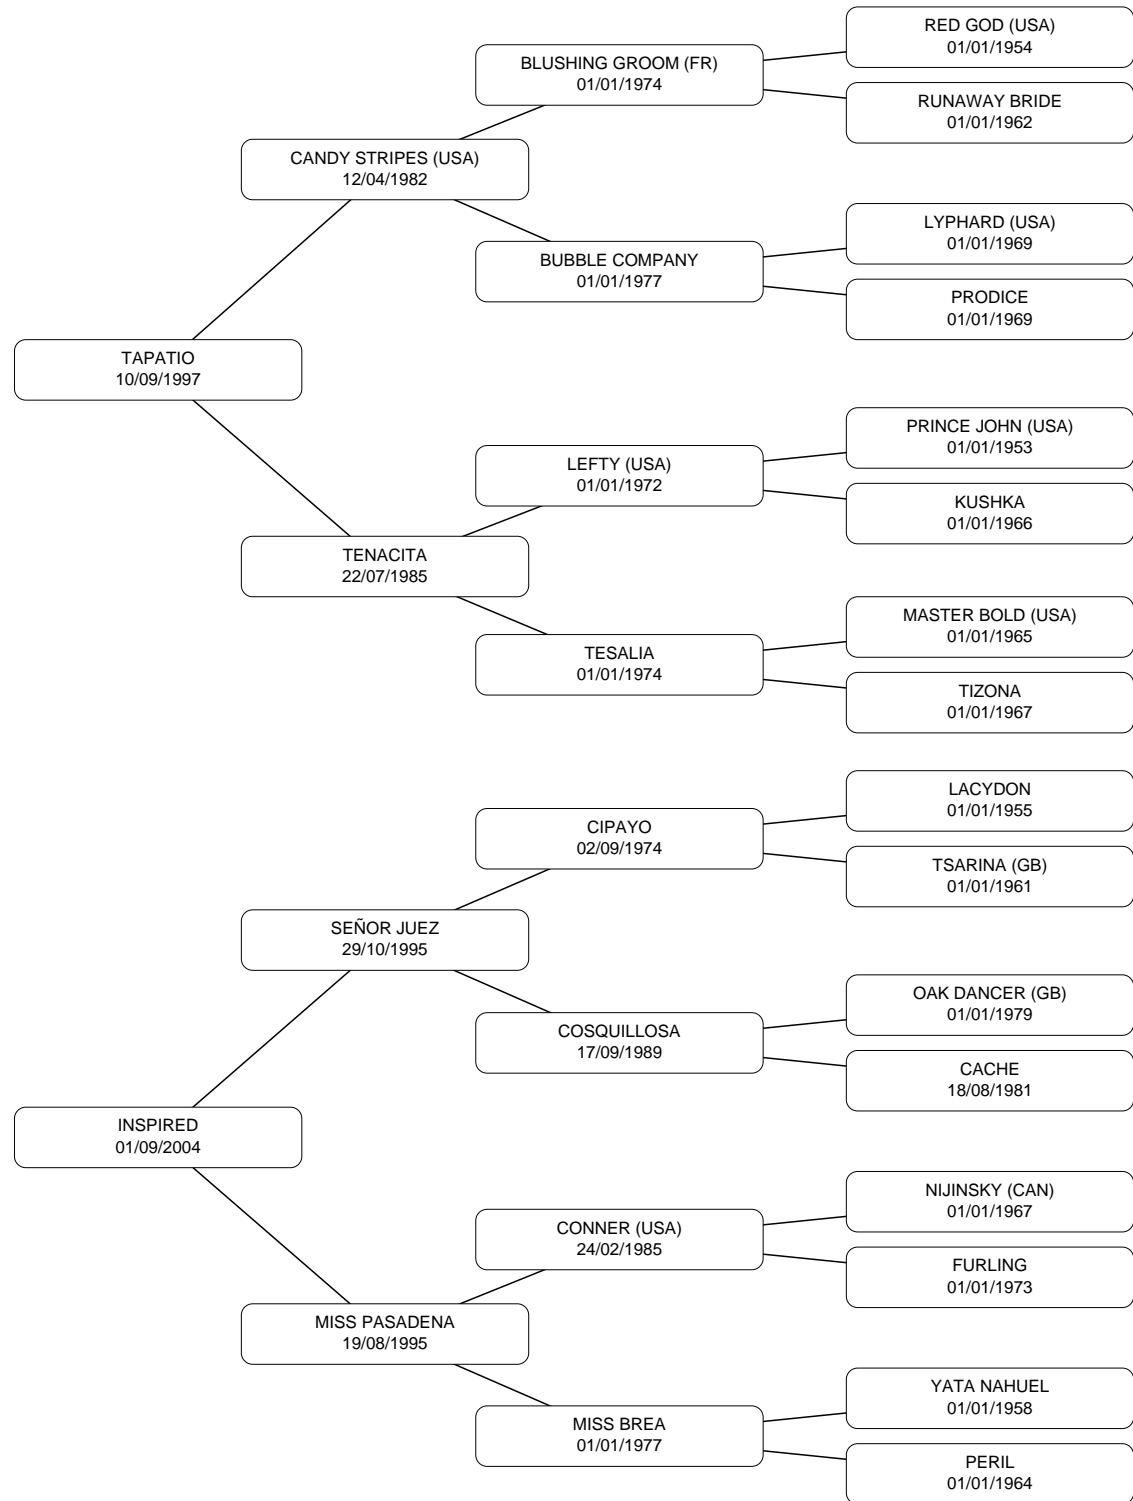 RED GOD (USA)
01/01/1954
BLUSHING GROOM (FR)
01/01/1974
RUNAWAY BRIDE
01/01/1962
CANDY STRIPES (USA)
12/04/1982
LYPHARD (USA)
01/01/1969
BUBBLE COMPANY
01/01/1977
PRODICE
01/01/1969
TAPATIO
10/09/1997
PRINCE JOHN (USA)
01/01/1953
LEFTY (USA)
01/01/1972
KUSHKA
01/01/1966
TENACITA
22/07/1985
MASTER BOLD (USA)
01/01/1965
TESALIA
01/01/1974
TIZONA
01/01/1967
LACYDON
01/01/1955
CIPAYO
02/09/1974
TSARINA (GB)
01/01/1961
SEÑOR JUEZ
29/10/1995
OAK DANCER (GB)
01/01/1979
COSQUILLOSA
17/09/1989
CACHE
18/08/1981
INSPIRED
01/09/2004
NIJINSKY (CAN)
01/01/1967
CONNER (USA)
24/02/1985
FURLING
01/01/1973
MISS PASADENA
19/08/1995
YATA NAHUEL
01/01/1958
MISS BREA
01/01/1977
PERIL
01/01/1964